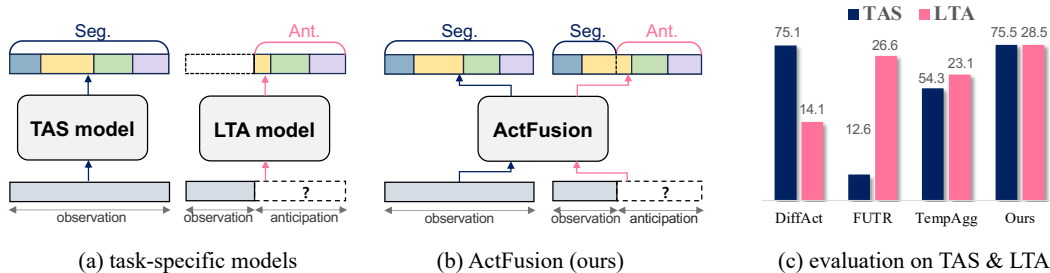 Seg.
Ant.
TAS model
LTA model
?
observation
observation
anticipation
(a) task-specific models
Seg.
Seg.
Ant.
ActFusion
?
observation
observation
anticipation
(b) ActFusion (ours)
TAS
LTA
75.1
14.1
12.6
26.6
54.3
23.1
75.5
28.5
DiffAct
FUTR
TempAgg
Ours
(c) evaluation on TAS & LTA